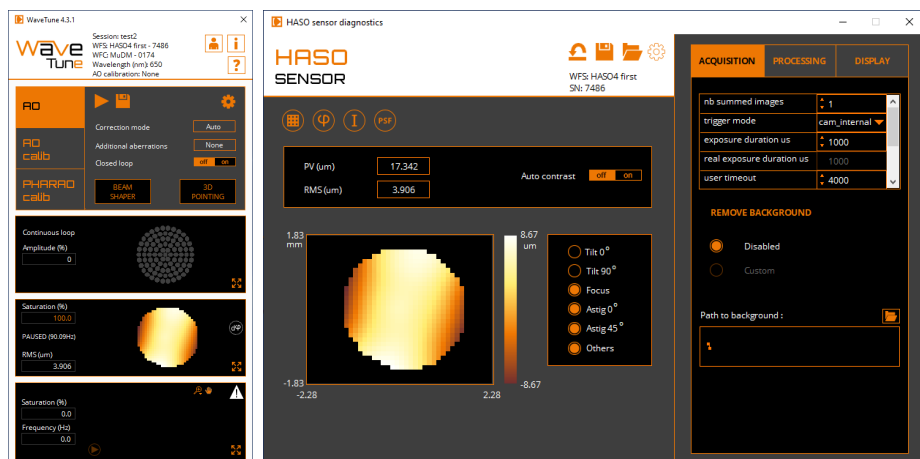 WaveTune 4.3.1
WAVE
TUNE
Session: test2
WFS: HASO4 first - 7486
WFC: MuDM - 0174
Wavelength (nm): 650
AO calibration: None
i
?
AO
AO
calib
PHARAO
calib
Correction mode
Auto
Additional aberrations
None
Closed loop
off on
BEAM
SHAPER
3D
POINTING
Continuous loop
Amplitude (%)
0
Saturation (%)
100.0
PAUSED (90.09Hz)
RMS (um)
3.906
Saturation (%)
0.0
Frequency (Hz)
0.0
HASO sensor diagnostics
HASO
SENSOR
WFS: HASO4 first
SN: 7486
φ
I
PSF
PV (um)
17.342
RMS (um)
3.906
Auto contrast
off on
1.83
mm
-1.83
-2.28
2.28
8.67
um
-8.67
Tilt 0°
Tilt 90°
Focus
Astig 0°
Astig 45°
Others
ACQUISITION
PROCESSING
DISPLAY
nb summed images
1
trigger mode
cam_internal
exposure duration us
1000
real exposure duration us
1000
user timeout
4000
REMOVE BACKGROUND
Disabled
Custom
Path to background :